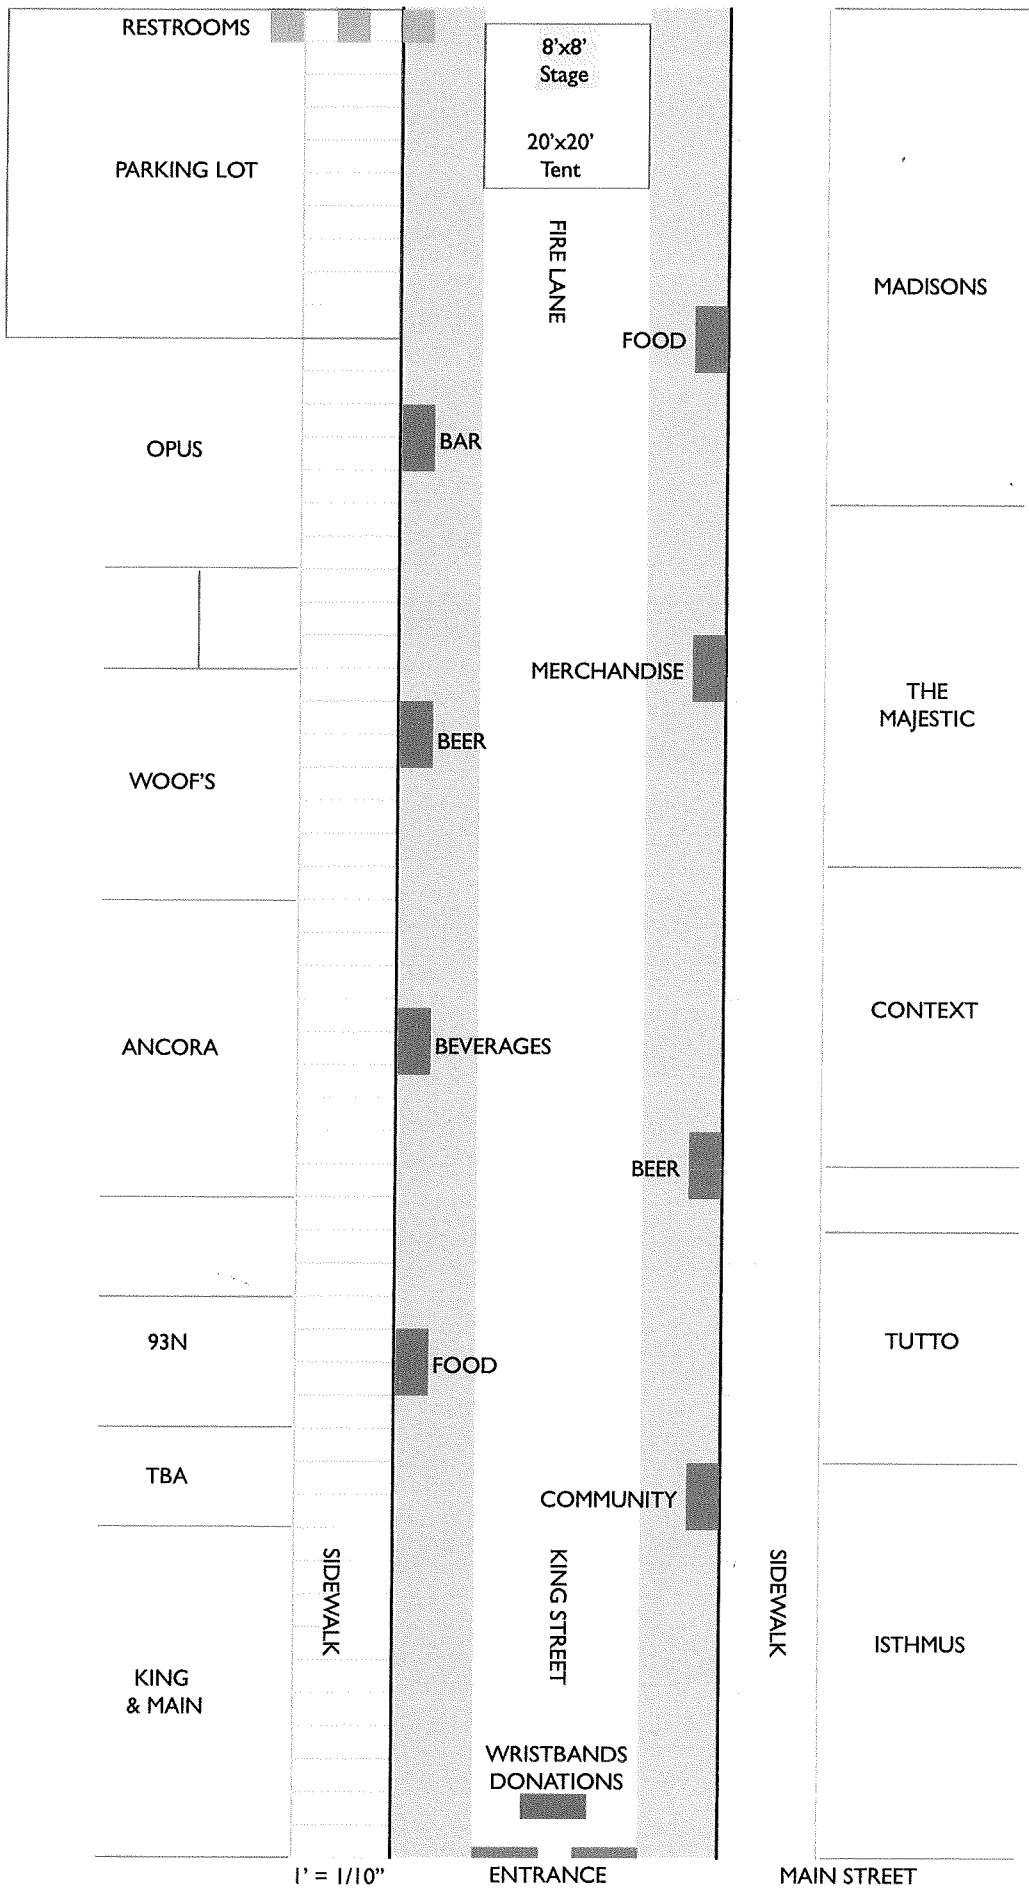 RESTROOMS
8'x8'
Stage
20'x20'
Tent
PARKING LOT
FIRE LANE
MADISONS
FOOD
BAR
OPUS
MERCHANDISE
THE
MAJESTIC
BEER
WOOF'S
CONTEXT
ANCORA
BEVERAGES
BEER
93N
TUTTO
FOOD
TBA
COMMUNITY
SIDEWALK
KING STREET
SIDEWALK
ISTHMUS
KING
& MAIN
WRISTBANDS
DONATIONS
1' = 1/10"
ENTRANCE
MAIN STREET